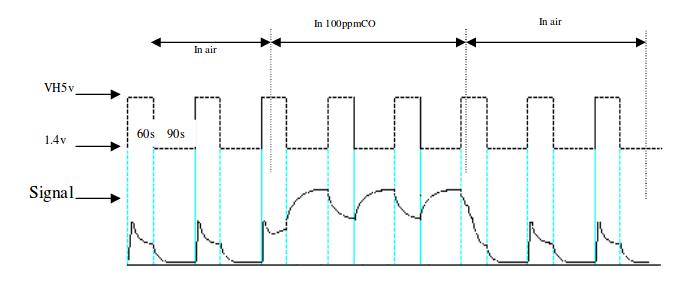 In 100ppmCO
In air
In air
VH5v
60s 90s
1.4v
Signal